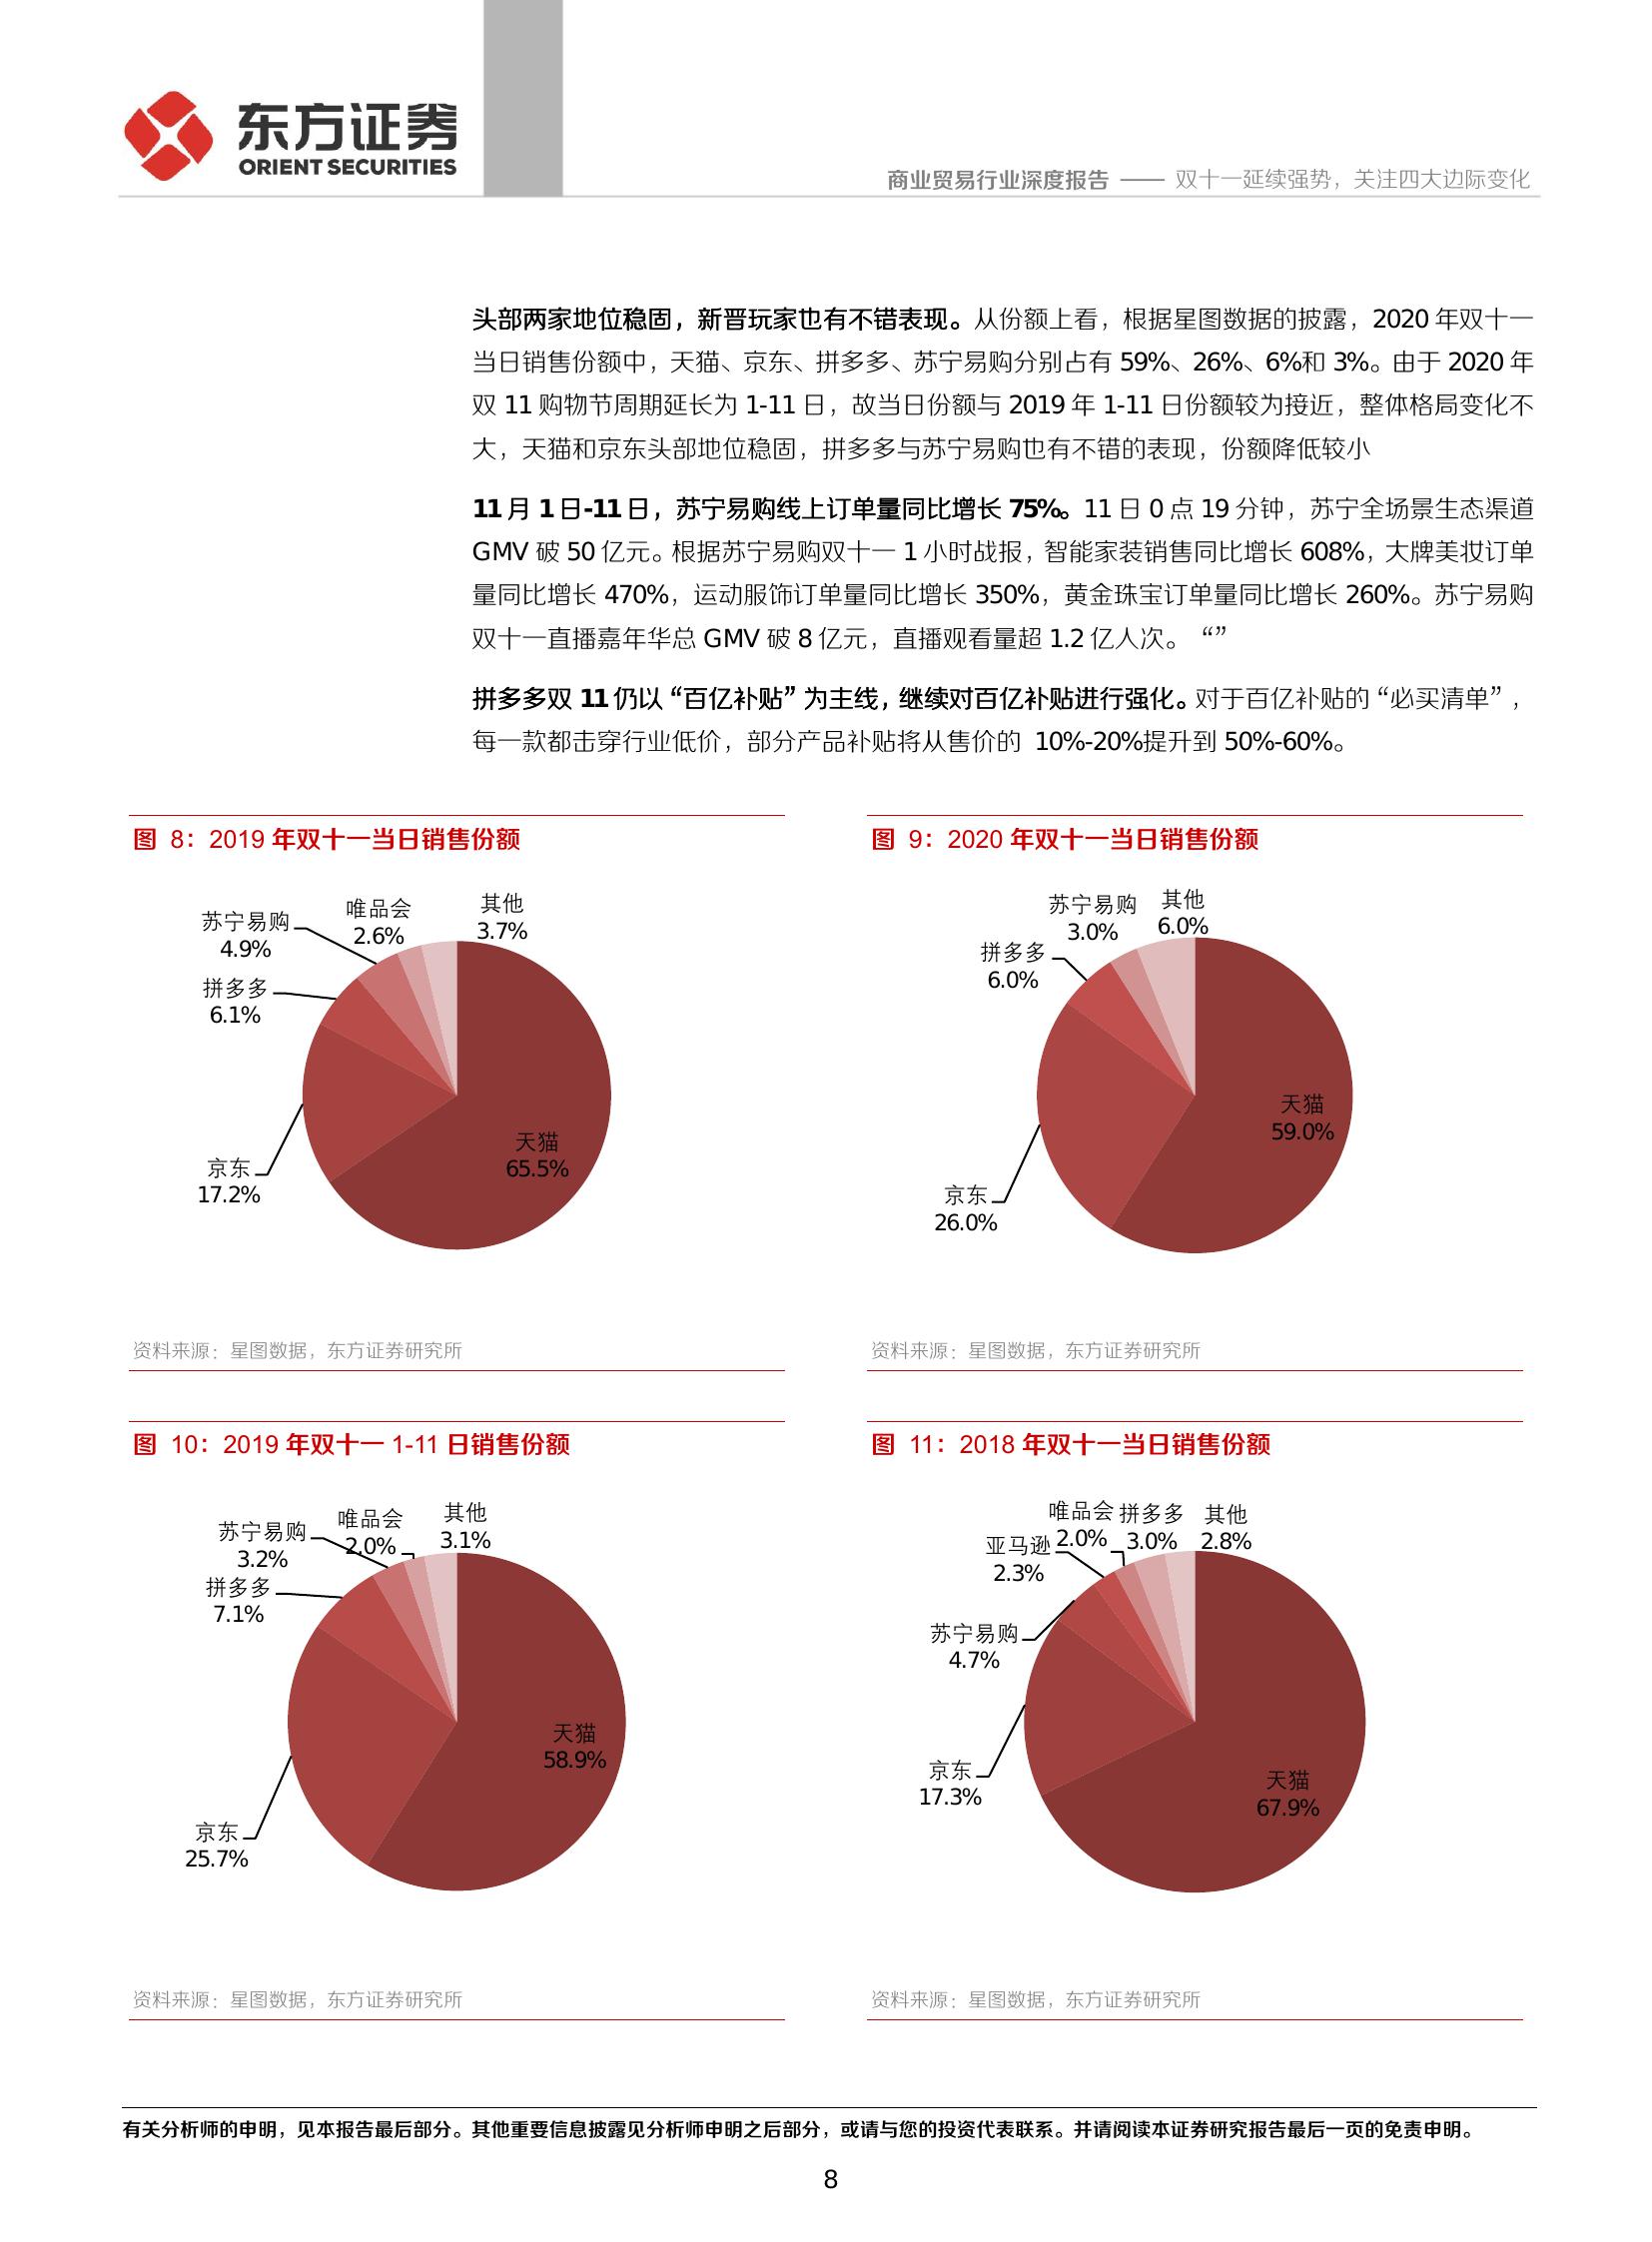 东方证券
ORIENT SECURITIES
商业贸易行业深度报告 —— 双十一延续强势，关注四大边际变化
头部两家地位稳固，新晋玩家也有不错表现。从份额上看，根据星图数据的披露，2020 年双十一
当日销售份额中，天猫、京东、拼多多、苏宁易购分别占有 59%、26%、6%和 3%。由于 2020 年
双 11 购物节周期延长为 1-11 日，故当日份额与 2019 年 1-11 日份额较为接近，整体格局变化不
大，天猫和京东头部地位稳固，拼多多与苏宁易购也有不错的表现，份额降低较小
11 月 1 日-11 日，苏宁易购线上订单量同比增长 75%。11 日 0 点 19 分钟，苏宁全场景生态渠道
GMV 破 50 亿元。根据苏宁易购双十一 1 小时战报，智能家装销售同比增长 608%，大牌美妆订单
量同比增长 470%，运动服饰订单量同比增长 350%，黄金珠宝订单量同比增长 260%。苏宁易购
双十一直播嘉年华总 GMV 破 8 亿元，直播观看量超 1.2 亿人次。 “”
拼多多双 11 仍以 “百亿补贴” 为主线，继续对百亿补贴进行强化。对于百亿补贴的 “必买清单” ，
每一款都击穿行业低价，部分产品补贴将从售价的 10%-20%提升到 50%-60%。
图 8：2019 年双十一当日销售份额
其他
3.7%
唯品会
2.6%
苏宁易购
4.9%
拼多多
6.1%
京东
17.2%
天猫
65.5%
资料来源：星图数据，东方证券研究所
图 9：2020 年双十一当日销售份额
其他
6.0%
苏宁易购
3.0%
拼多多
6.0%
京东
26.0%
天猫
59.0%
资料来源：星图数据，东方证券研究所
图 10：2019 年双十一 1-11 日销售份额
其他
3.1%
唯品会
2.0%
苏宁易购
3.2%
拼多多
7.1%
京东
25.7%
天猫
58.9%
资料来源：星图数据，东方证券研究所
图 11：2018 年双十一当日销售份额
其他
2.8%
拼多多
3.0%
唯品会
2.0%
亚马逊
2.3%
苏宁易购
4.7%
京东
17.3%
天猫
67.9%
资料来源：星图数据，东方证券研究所
有关分析师的申明，见本报告最后部分。其他重要信息披露见分析师申明之后部分，或请与您的投资代表联系。并请阅读本证券研究报告最后一页的免责申明。
8